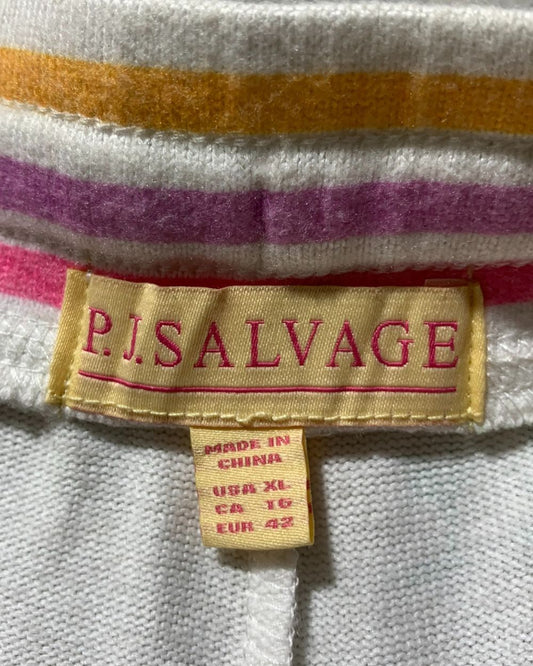 P.J.SALVAGE
MADE IN
CHINA
USA XL
CA 16
EUR 42